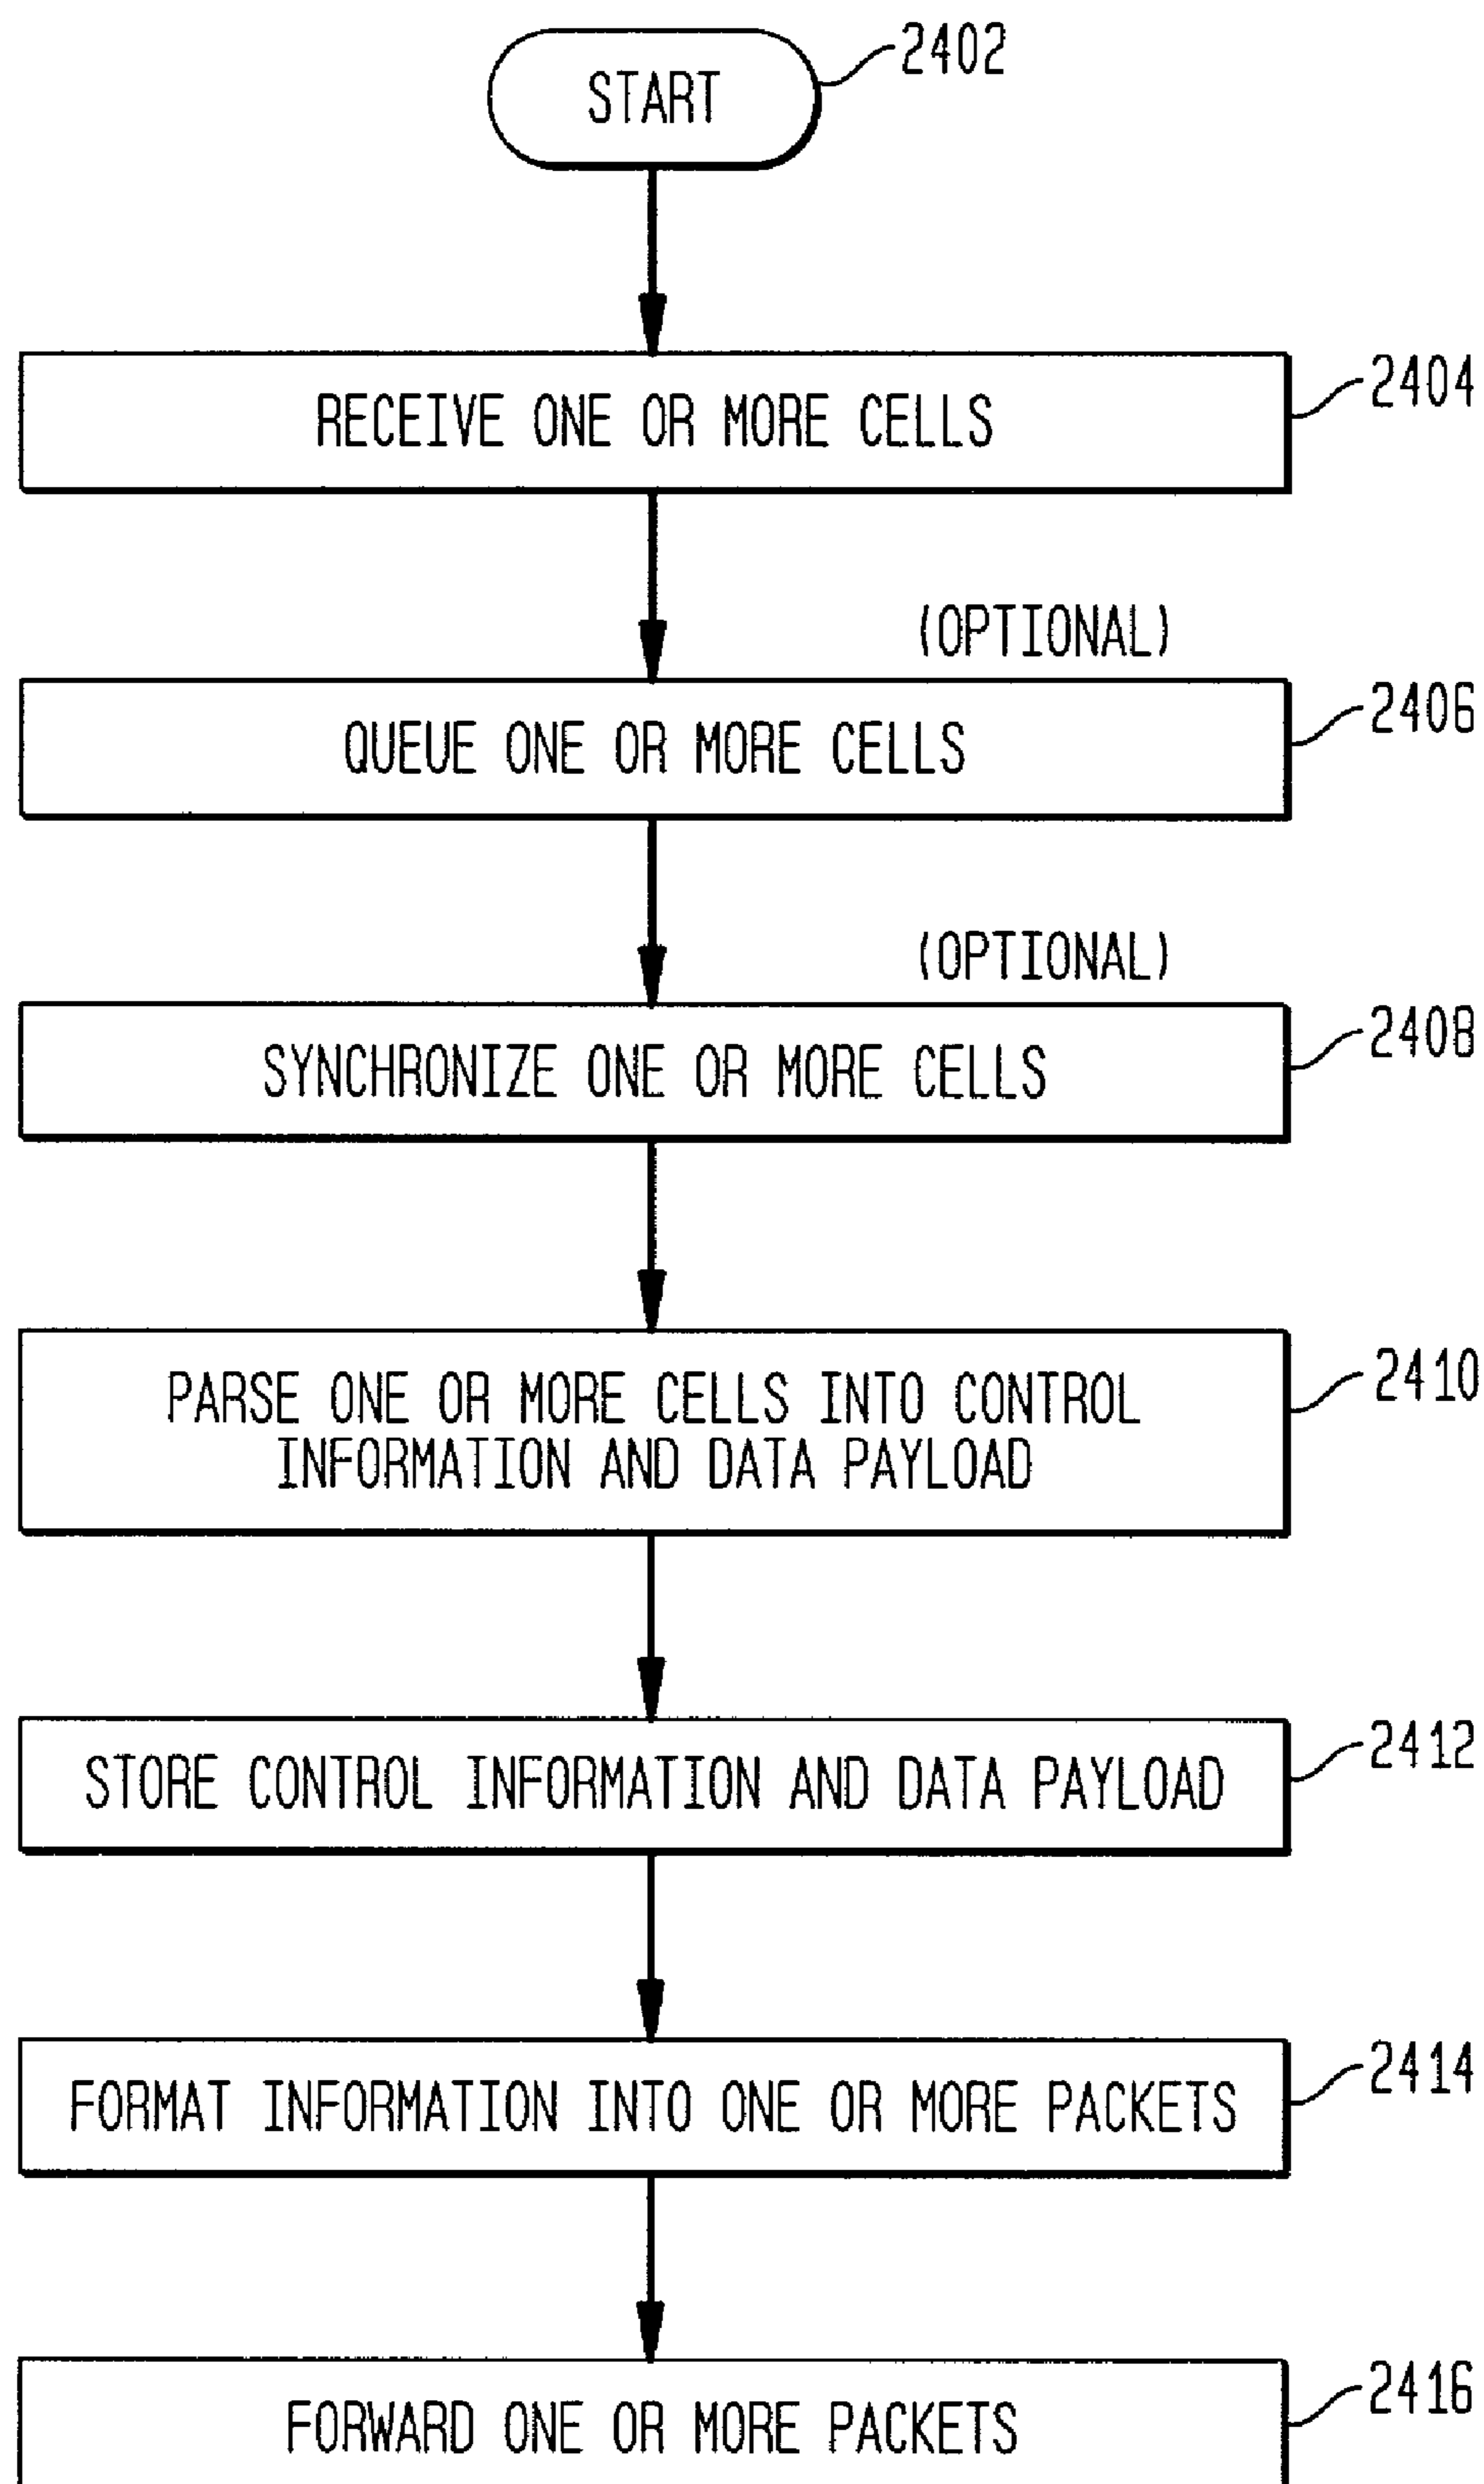 2402
START
RECEIVE ONE OR MORE CELLS
2404
(OPTIONAL)
QUEUE ONE OR MORE CELLS
2406
(OPTIONAL)
SYNCHRONIZE ONE OR MORE CELLS
2408
PARSE ONE OR MORE CELLS INTO CONTROL
INFORMATION AND DATA PAYLOAD
2410
STORE CONTROL INFORMATION AND DATA PAYLOAD
2412
FORMAT INFORMATION INTO ONE OR MORE PACKETS
2414
FORWARD ONE OR MORE PACKETS
2416